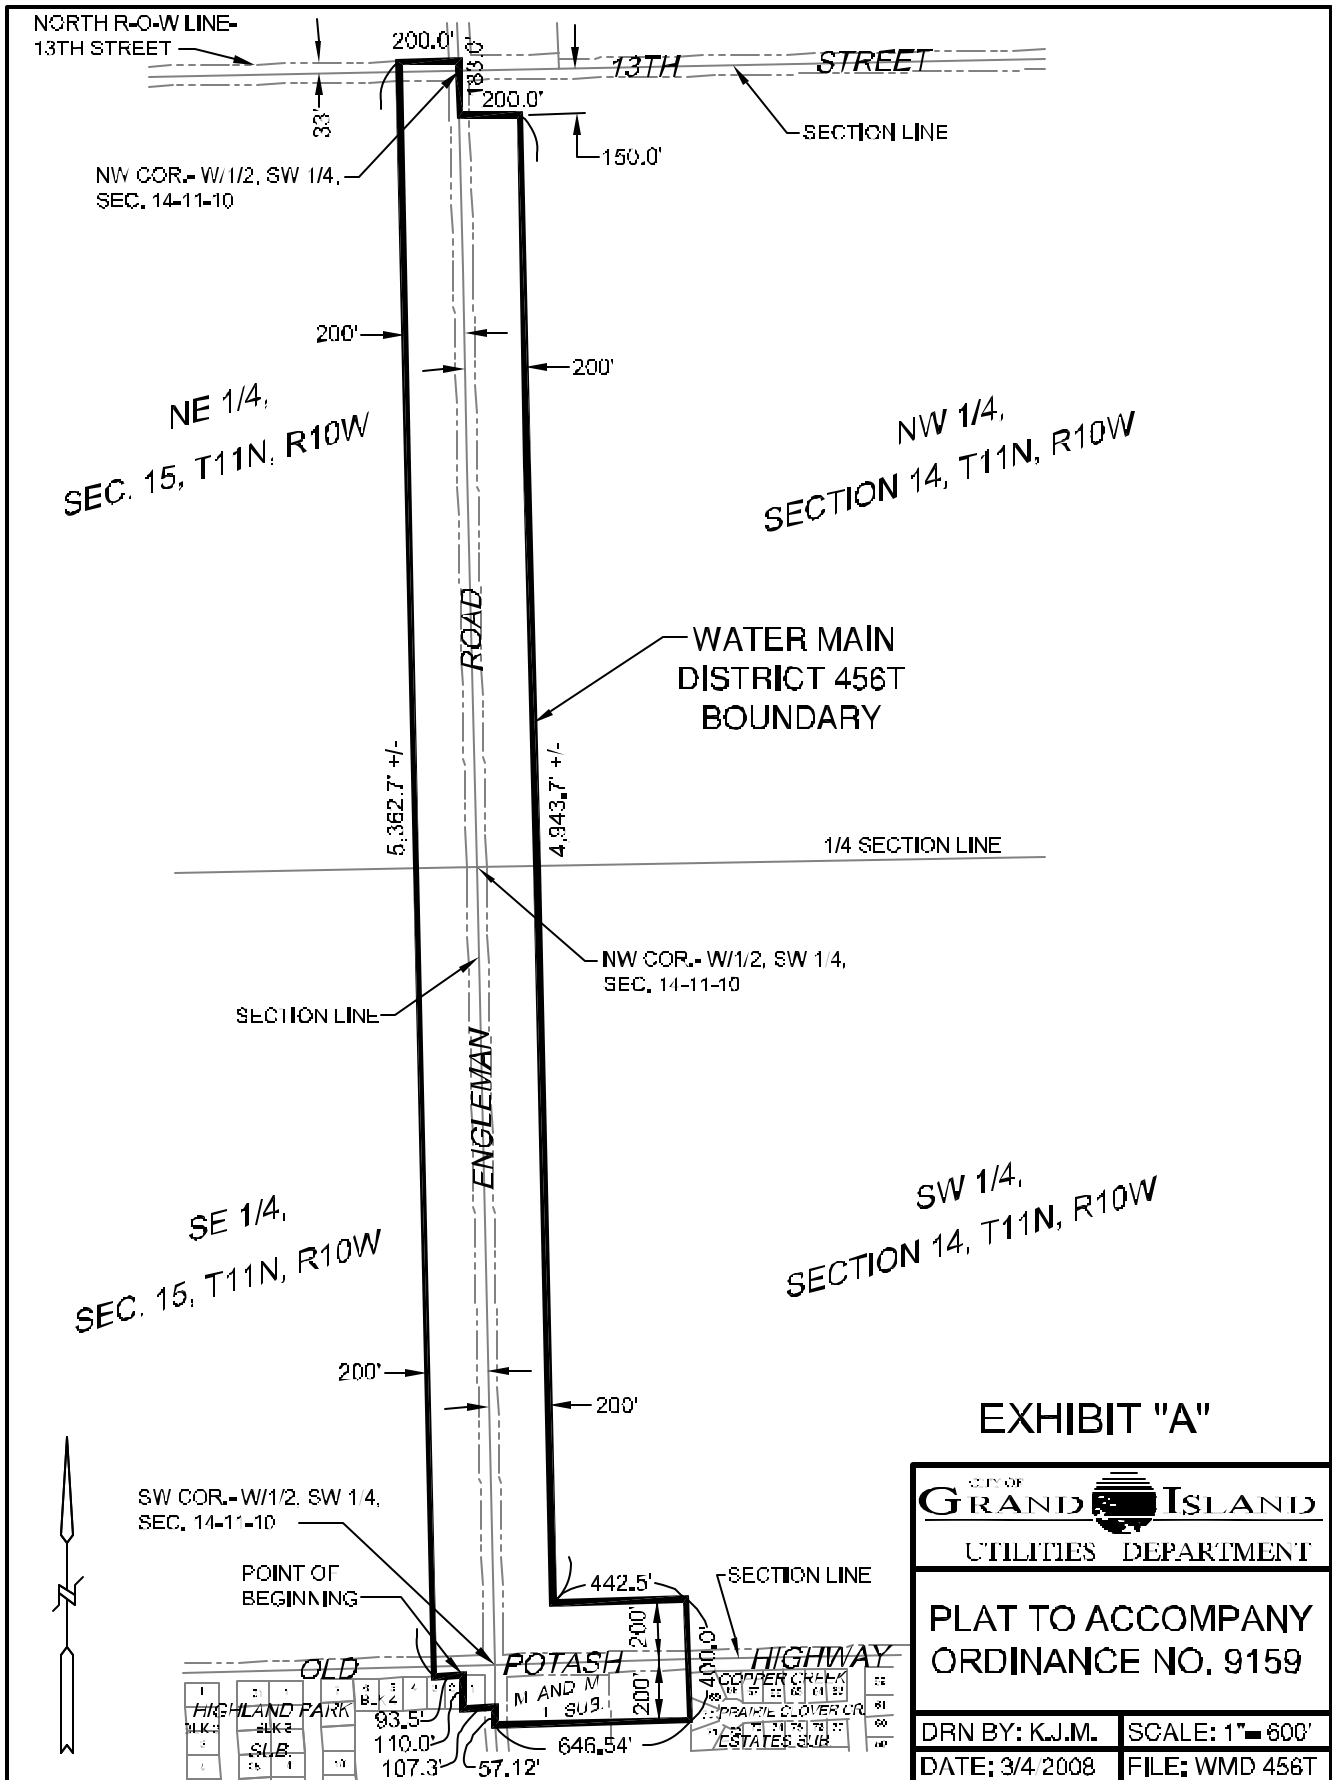 NORTH R-O-W LINE-
13TH STREET
200.0'
183.0'
33'
200.0'
13TH STREET
SECTION LINE
150.0'
NW COR.- W/1/2, SW 1/4,
SEC. 14-11-10
200'
200'
NE 1/4,
SEC. 15, T11N, R10W
NW 1/4,
SECTION 14, T11N, R10W
ROAD
WATER MAIN
DISTRICT 456T
BOUNDARY
5,362.7' +/-
4,943.7' +/-
1/4 SECTION LINE
NW COR.- W/1/2, SW 1/4,
SEC. 14-11-10
SECTION LINE
ENGLEMAN
SE 1/4,
SEC. 15, T11N, R10W
SW 1/4,
SECTION 14, T11N, R10W
200'
200'
EXHIBIT "A"
SW COR.- W/1/2, SW 1/4,
SEC. 14-11-10
POINT OF
BEGINNING
442.5'
SECTION LINE
200'
200'
400.0'
OLD POTASH HIGHWAY
HIGHLAND PARK
SUB.
M AND M
SUB.
COPPER CREEK
PRAIRIE CLOVER CR.
ESTATES SUB
93.5'
110.0'
107.3'
57.12'
646.54'
CITY OF
GRAND ISLAND
UTILITIES DEPARTMENT
PLAT TO ACCOMPANY
ORDINANCE NO. 9159
DRN BY: K.J.M.
SCALE: 1"=600'
DATE: 3/4/2008
FILE: WMD 456T